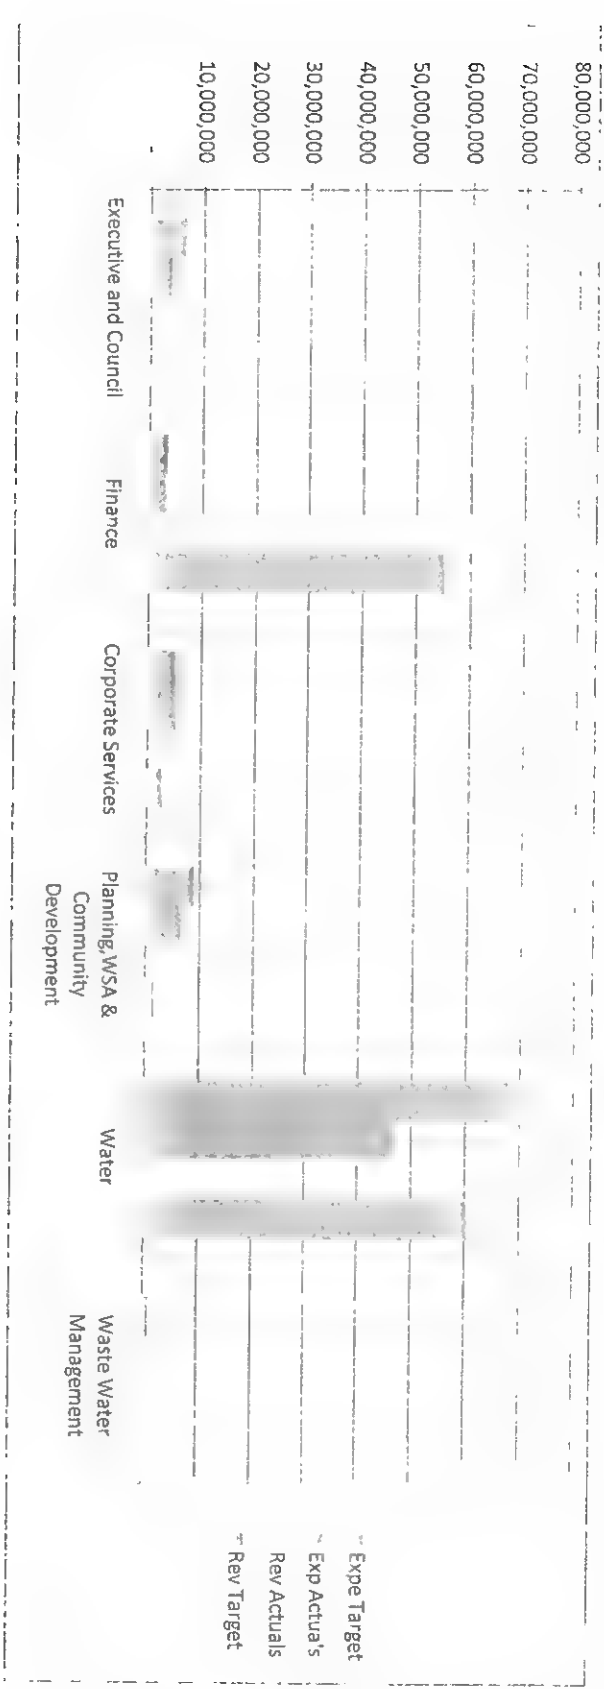 80,000,000
70,000,000
60,000,000
50,000,000
40,000,000
30,000,000
20,000,000
10,000,000
-
Executive and Council
Finance
Corporate Services
Planning,WSA &
Community
Development
Water
Waste Water
Management
Expe Target
Exp Actua's
Rev Actuals
Rev Target